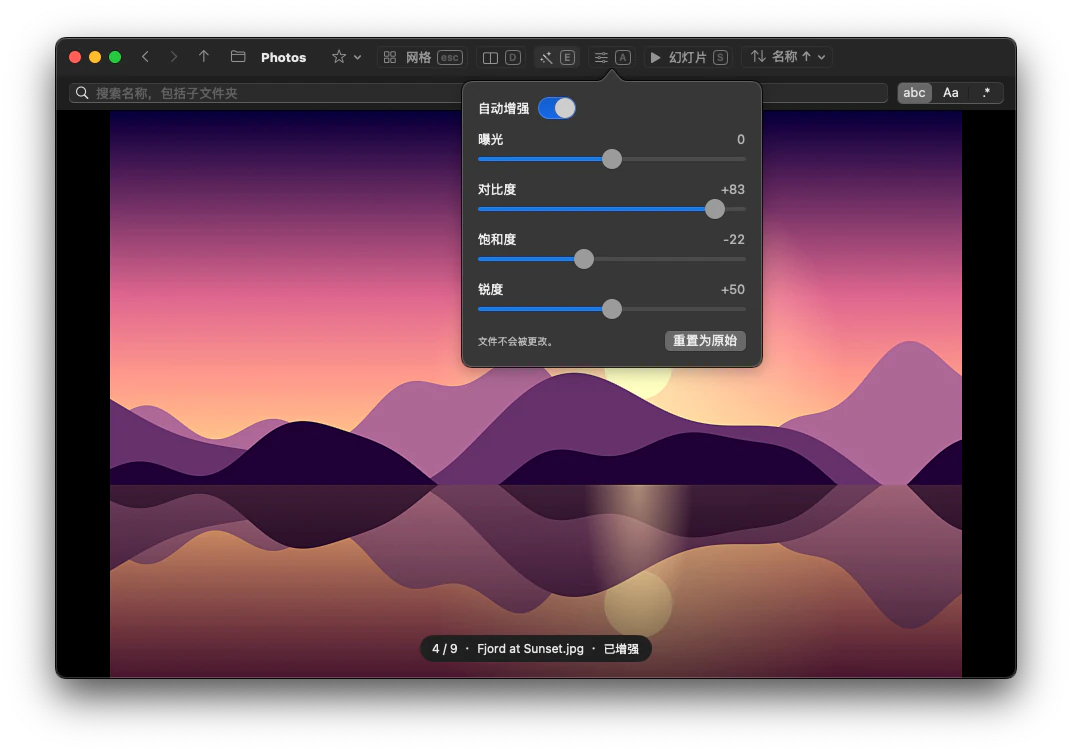 Photos
网格 esc
D
E
A
幻灯片 S
名称
搜索名称，包括子文件夹
abc
Aa
.*
自动增强
曝光 0
对比度 +83
饱和度 -22
锐度 +50
文件不会被更改。
重置为原始
4 / 9 · Fjord at Sunset.jpg · 已增强